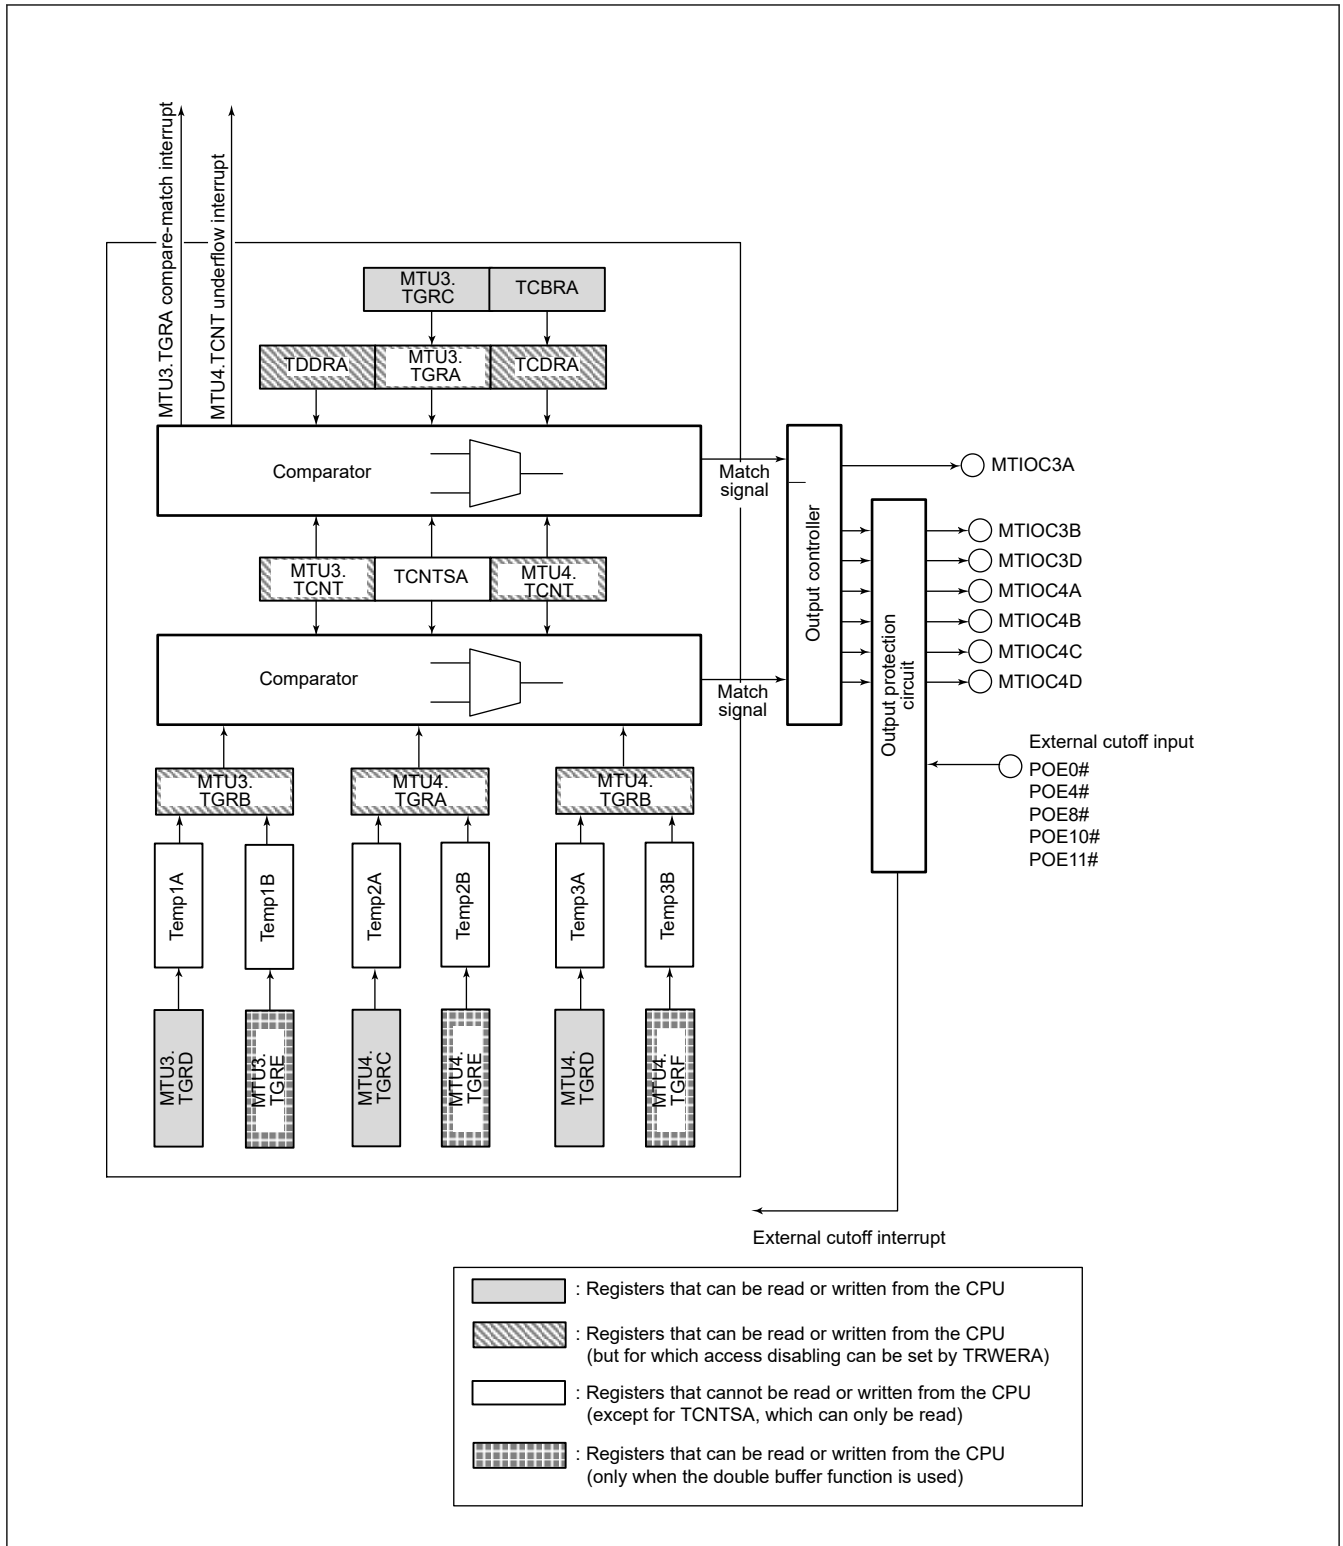 MTU3.TGRA compare-match interrupt
MTU4.TCNT underflow interrupt
MTU3.
TGRC
TCBRA
TDDRA
MTU3.
TGRA
TCDRA
Comparator
Match
signal
MTU3.
TCNT
TCNTSA
MTU4.
TCNT
Comparator
Match
signal
Output controller
Output protection
circuit
MTIOC3A
MTIOC3B
MTIOC3D
MTIOC4A
MTIOC4B
MTIOC4C
MTIOC4D
External cutoff input
POE0#
POE4#
POE8#
POE10#
POE11#
MTU3.
TGRB
MTU4.
TGRA
MTU4.
TGRB
Temp1A
Temp1B
Temp2A
Temp2B
Temp3A
Temp3B
MTU3.
TGRD
MTU3.
TGRE
MTU4.
TGRC
MTU4.
TGRE
MTU4.
TGRD
MTU4.
TGRF
External cutoff interrupt
: Registers that can be read or written from the CPU
: Registers that can be read or written from the CPU
(but for which access disabling can be set by TRWERA)
: Registers that cannot be read or written from the CPU
(except for TCNTSA, which can only be read)
: Registers that can be read or written from the CPU
(only when the double buffer function is used)